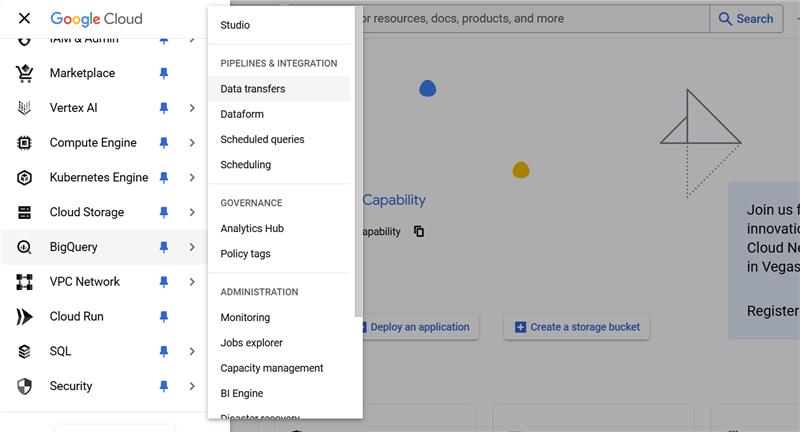 Google Cloud
IAM & Admin
Marketplace
Vertex AI
Compute Engine
Kubernetes Engine
Cloud Storage
BigQuery
VPC Network
Cloud Run
SQL
Security
Studio
PIPELINES & INTEGRATION
Data transfers
Dataform
Scheduled queries
Scheduling
GOVERNANCE
Analytics Hub
Policy tags
ADMINISTRATION
Monitoring
Jobs explorer
Capacity management
BI Engine
Disaster recovery
or resources, docs, products, and more
Search
Capability
apability
Deploy an application
Create a storage bucket
Join us f
innovatio
Cloud Ne
in Vegas
Register